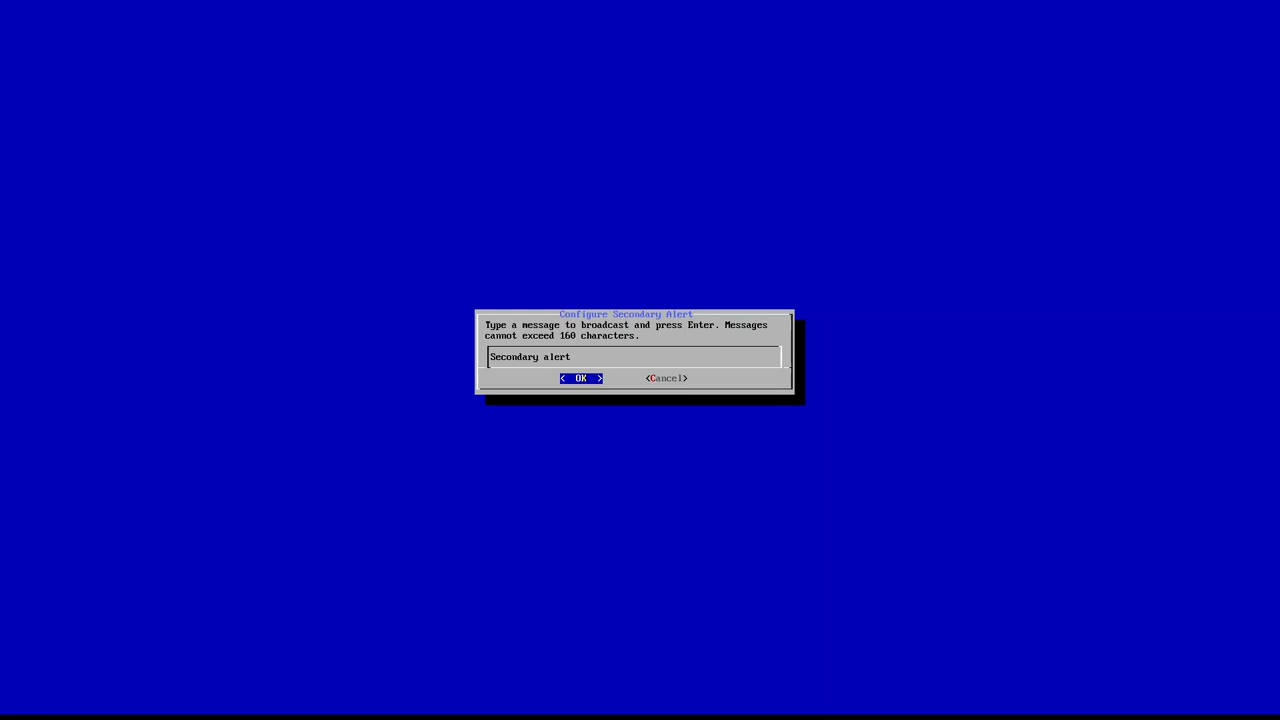 Configure Secondary Alert
Type a message to broadcast and press Enter. Messages
cannot exceed 160 characters.
Secondary alert
< OK > <Cancel>